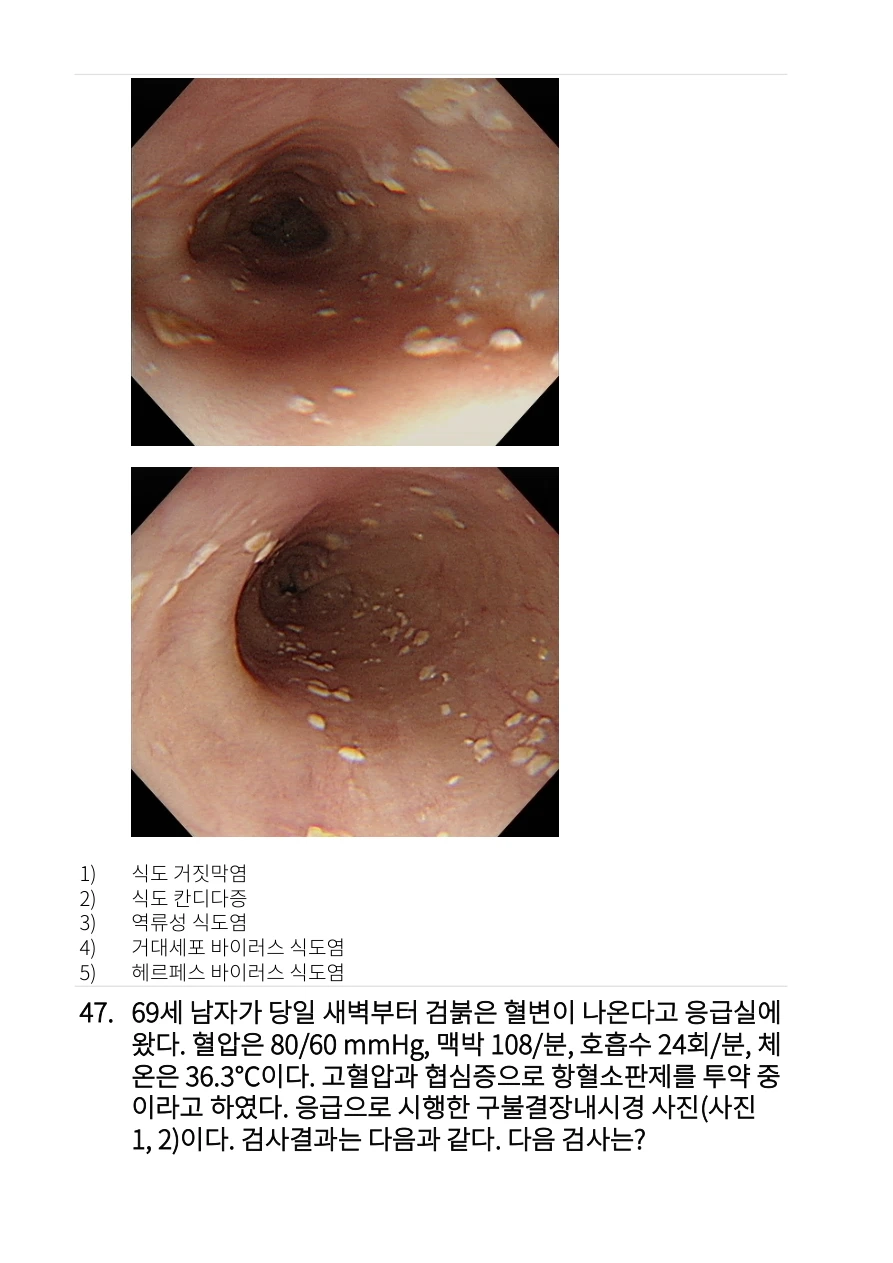 1) 식도 거짓막염
2) 식도 칸디다증
3) 역류성 식도염
4) 거대세포 바이러스 식도염
5) 헤르페스 바이러스 식도염
47. 69세 남자가 당일 새벽부터 검붉은 혈변이 나온다고 응급실에
왔다. 혈압은 80/60 mmHg, 맥박 108/분, 호흡수 24회/분, 체
온은 36.3℃이다. 고혈압과 협심증으로 항혈소판제를 투약 중
이라고 하였다. 응급으로 시행한 구불결장내시경 사진(사진
1, 2)이다. 검사결과는 다음과 같다. 다음 검사는?